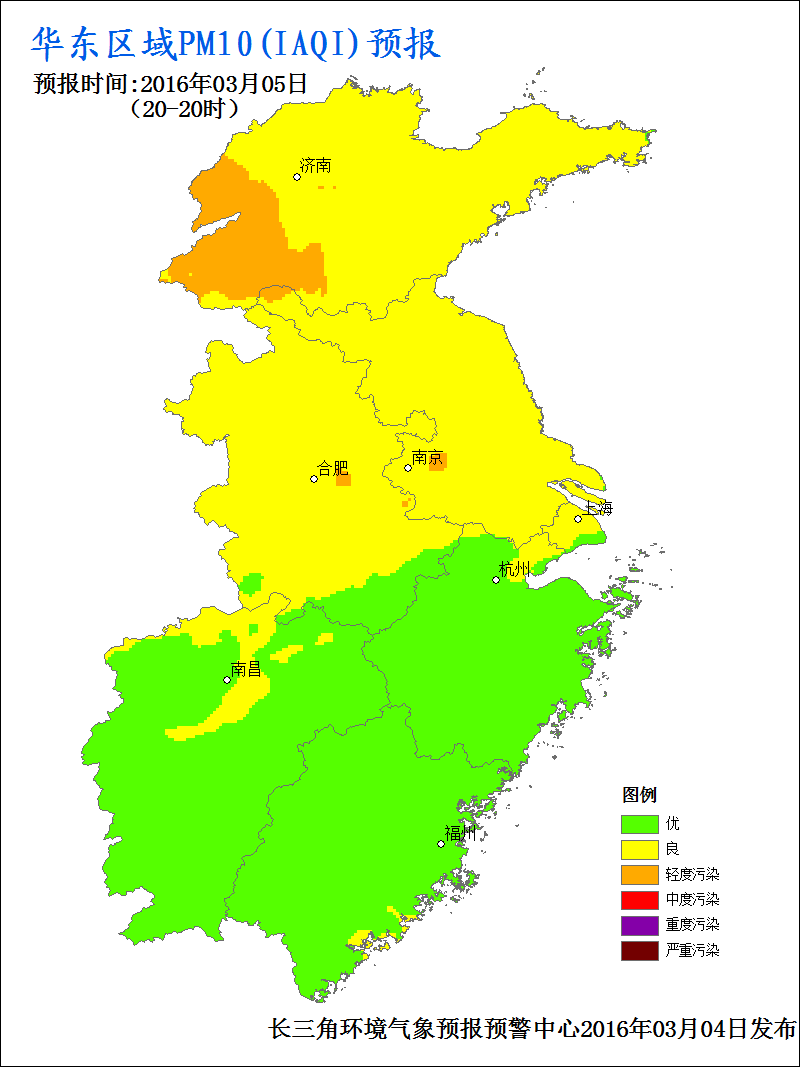 华东区域PM10(IAQI)预报
预报时间:2016年03月05日
（20-20时）
济南
南京
合肥
上海
杭州
南昌
福州
图例
优
良
轻度污染
中度污染
重度污染
严重污染
长三角环境气象预报预警中心2016年03月04日发布